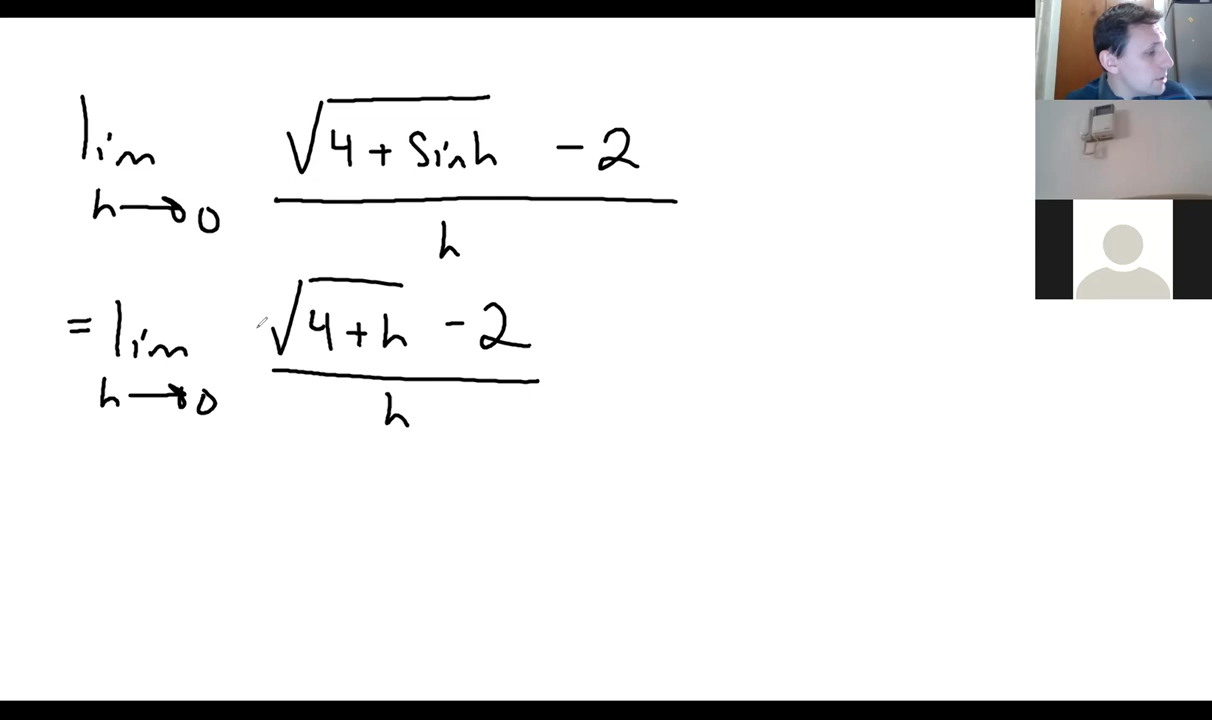 lim h→0 (√(4 + sin h) - 2) / h
= lim h→0 (√(4 + h) - 2) / h